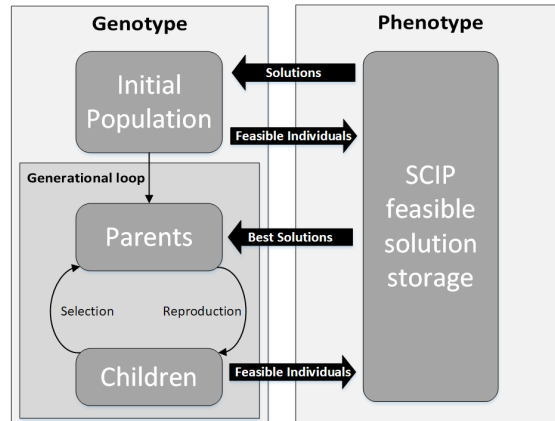 Genotype
Phenotype
Initial
Population
Solutions
Feasible Individuals
Generational loop
Parents
Best Solutions
SCIP
feasible
solution
storage
Selection
Reproduction
Children
Feasible Individuals